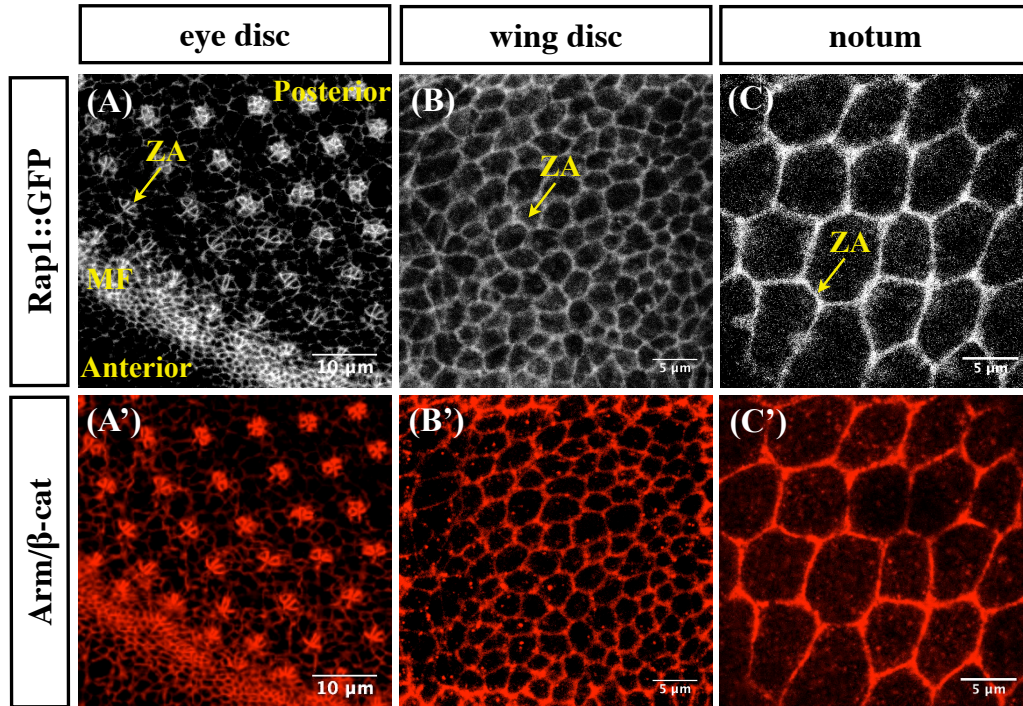 eye disc
wing disc
notum
Rap1::GFP
(A)
Posterior
ZA
MF
Anterior
10 μm
(B)
ZA
5 μm
(C)
ZA
5 μm
Arm/β-cat
(A’)
10 μm
(B’)
5 μm
(C’)
5 μm